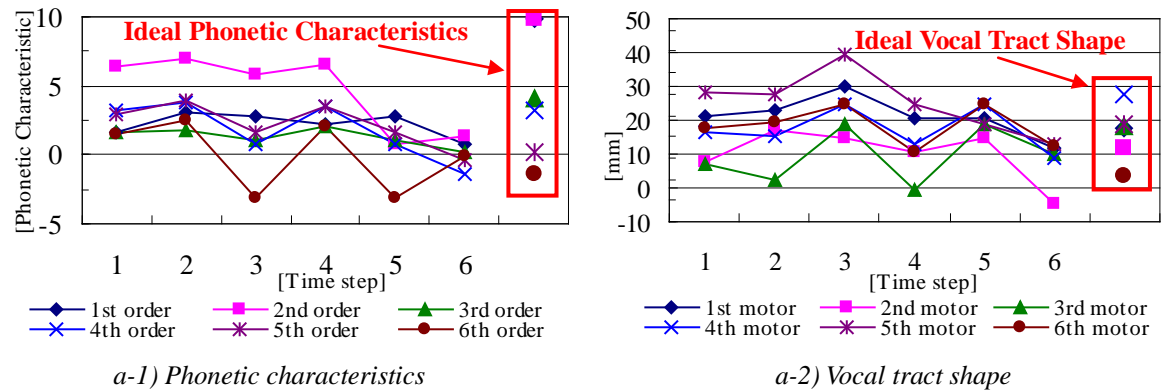 [Phonetic Characteristic]
10
5
0
-5
Ideal Phonetic Characteristics
1 2 3 4 5 6
[Time step]
1st order 2nd order 3rd order
4th order 5th order 6th order
a-1) Phonetic characteristics
[mm]
50
40
30
20
10
0
-10
Ideal Vocal Tract Shape
1 2 3 4 5 6
[Time step]
1st motor 2nd motor 3rd motor
4th motor 5th motor 6th motor
a-2) Vocal tract shape